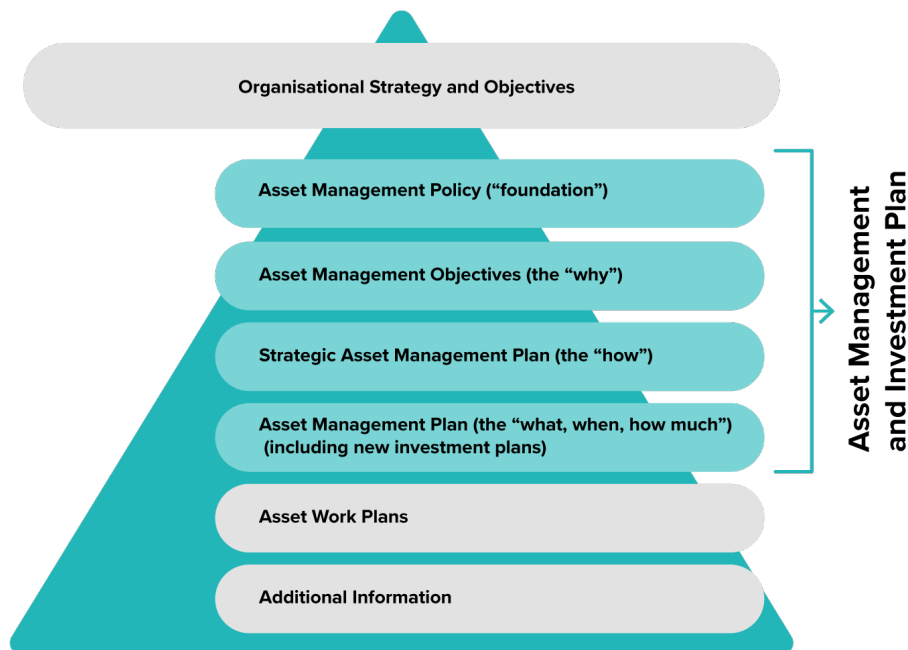 Organisational Strategy and Objectives
Asset Management Policy (“foundation”)
Asset Management Objectives (the “why”)
Strategic Asset Management Plan (the “how”)
Asset Management Plan (the “what, when, how much”)
(including new investment plans)
Asset Work Plans
Additional Information
Asset Management
and Investment Plan